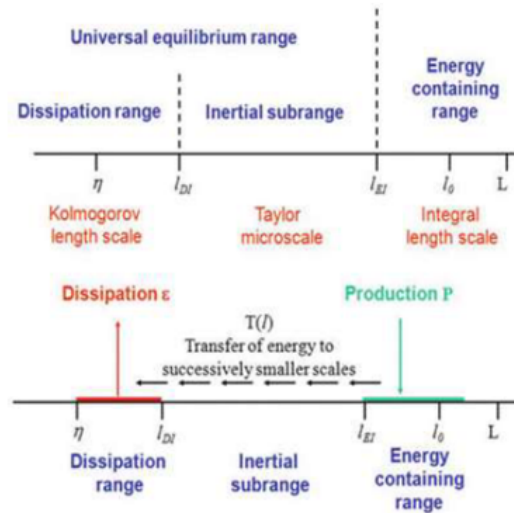 Universal equilibrium range
Energy
containing
range
Dissipation range
Inertial subrange
η
l_DI
l_EI
l_0
L
Kolmogorov
length scale
Taylor
microscale
Integral
length scale
Dissipation ε
Production P
T(l)
Transfer of energy to
successively smaller scales
η
l_DI
l_EI
l_0
L
Dissipation
range
Inertial
subrange
Energy
containing
range